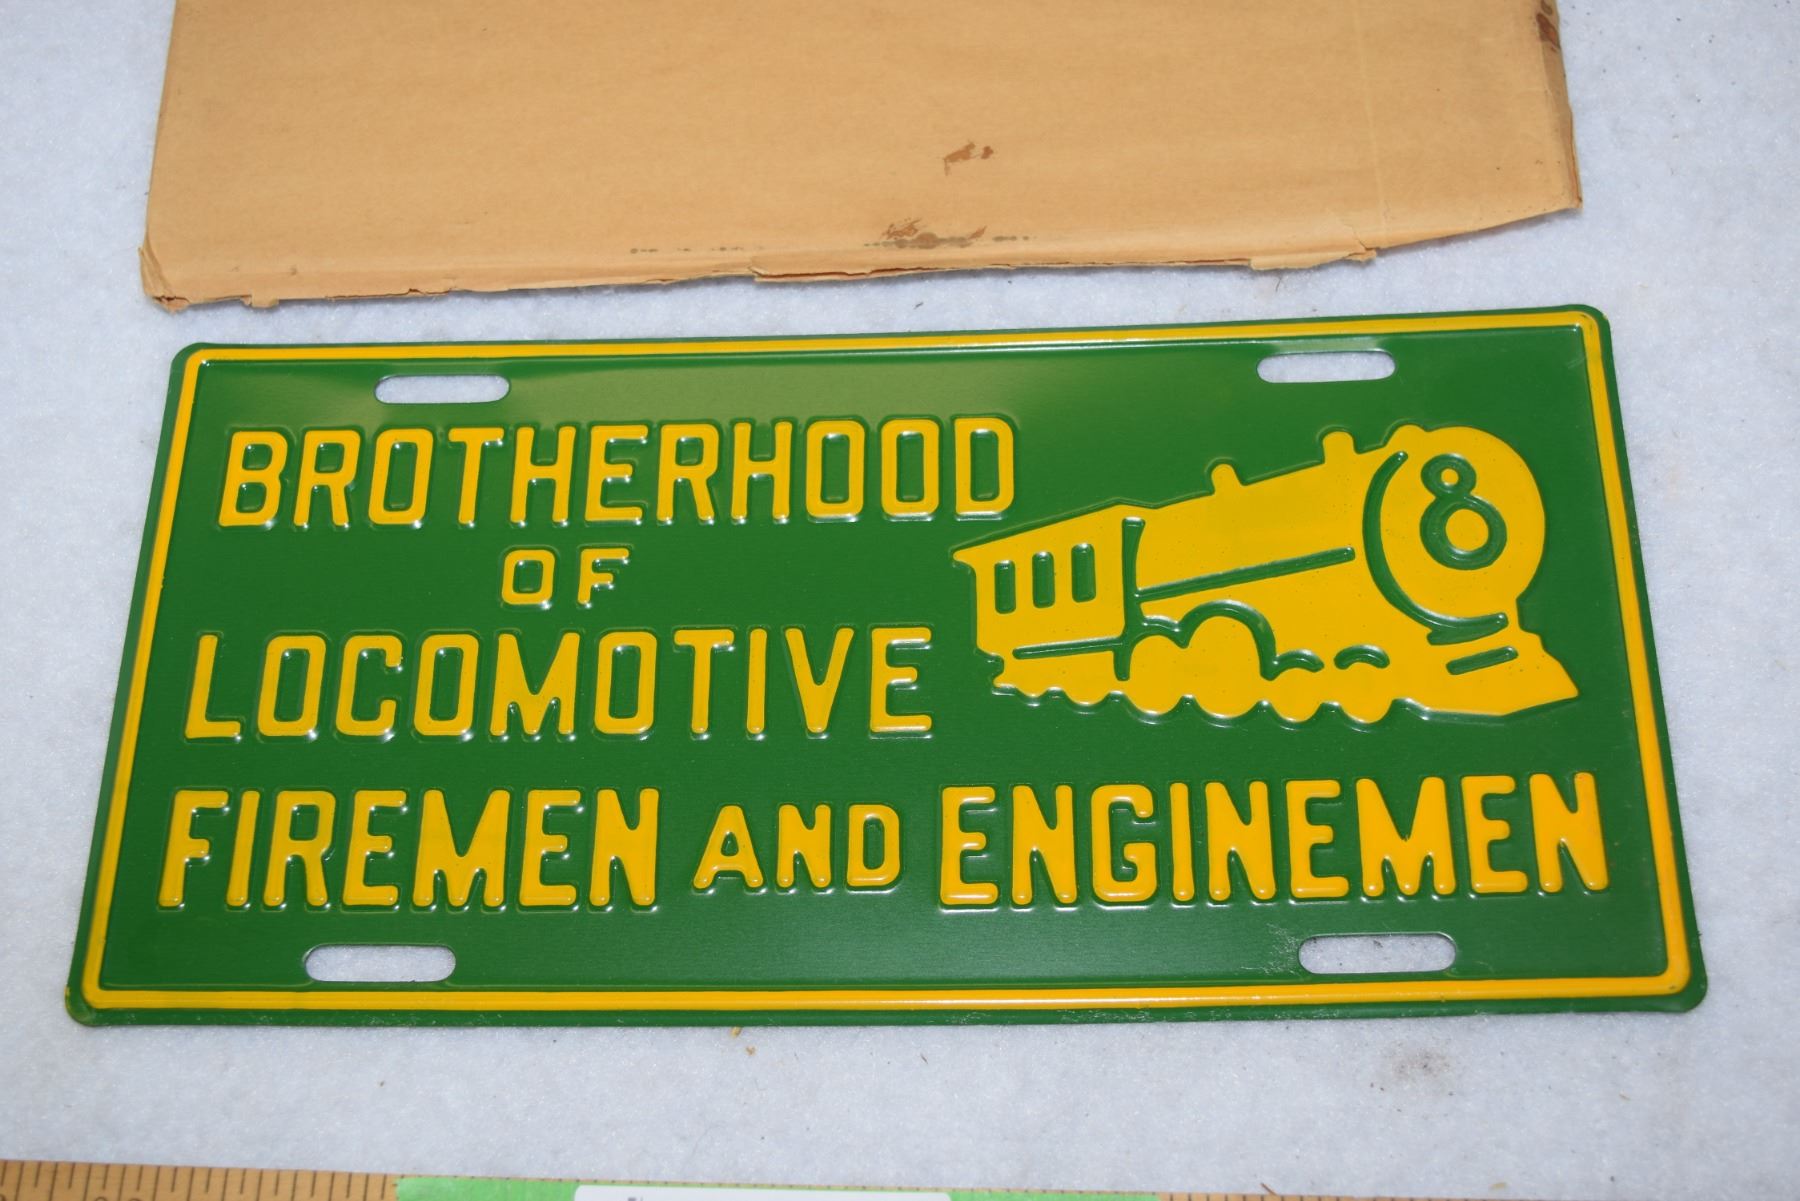 BROTHERHOOD
OF
LOCOMOTIVE
FIREMEN AND ENGINEMEN
8